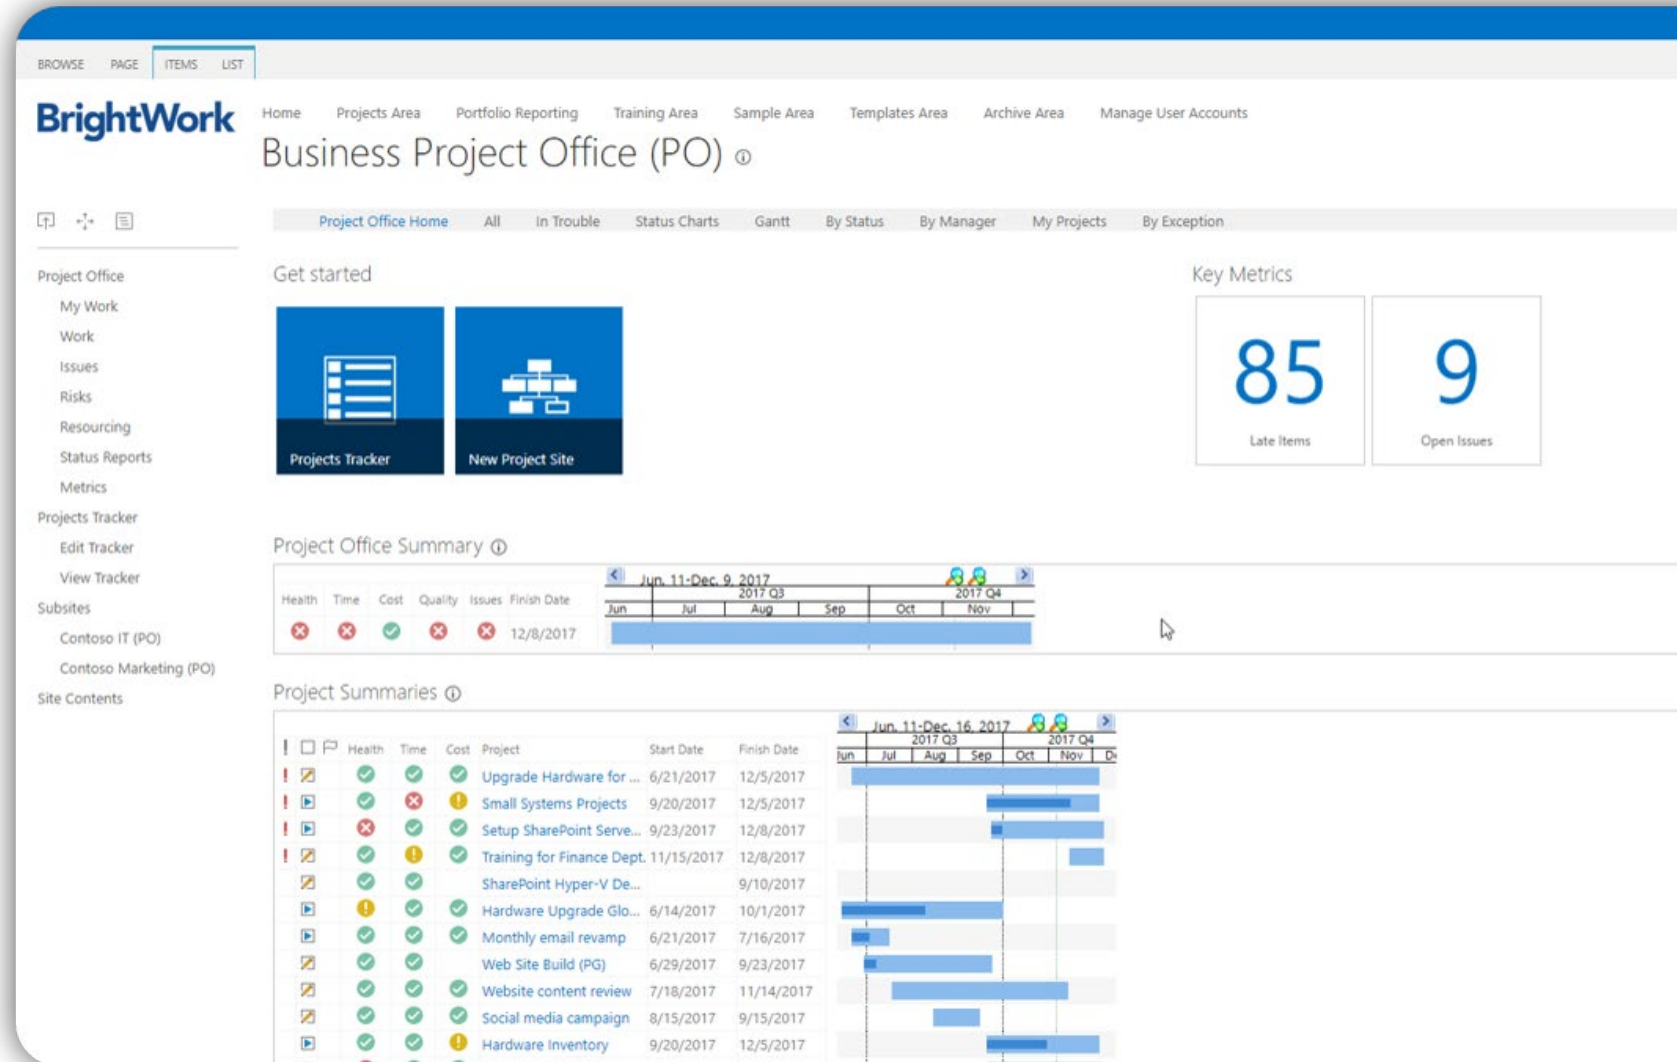 BROWSE PAGE ITEMS LIST
BrightWork
Home Projects Area Portfolio Reporting Training Area Sample Area Templates Area Archive Area Manage User Accounts
Business Project Office (PO)
Project Office Home All In Trouble Status Charts Gantt By Status By Manager My Projects By Exception
Project Office
My Work
Work
Issues
Risks
Resourcing
Status Reports
Metrics
Projects Tracker
Edit Tracker
View Tracker
Subsites
Contoso IT (PO)
Contoso Marketing (PO)
Site Contents
Get started
Projects Tracker
New Project Site
Key Metrics
85
Late Items
9
Open Issues
Project Office Summary
Jun. 11-Dec. 9, 2017
2017 Q3 2017 Q4
Health Time Cost Quality Issues Finish Date
Jun Jul Aug Sep Oct Nov
12/8/2017
Project Summaries
Jun. 11-Dec. 16, 2017
2017 Q3 2017 Q4
Health Time Cost Project Start Date Finish Date
Jun Jul Aug Sep Oct Nov
Upgrade Hardware for ... 6/21/2017 12/5/2017
Small Systems Projects 9/20/2017 12/5/2017
Setup SharePoint Serve... 9/23/2017 12/8/2017
Training for Finance Dept. 11/15/2017 12/8/2017
SharePoint Hyper-V De... 9/10/2017
Hardware Upgrade Glo... 6/14/2017 10/1/2017
Monthly email revamp 6/21/2017 7/16/2017
Web Site Build (PG) 6/29/2017 9/23/2017
Website content review 7/18/2017 11/14/2017
Social media campaign 8/15/2017 9/15/2017
Hardware Inventory 9/20/2017 12/5/2017